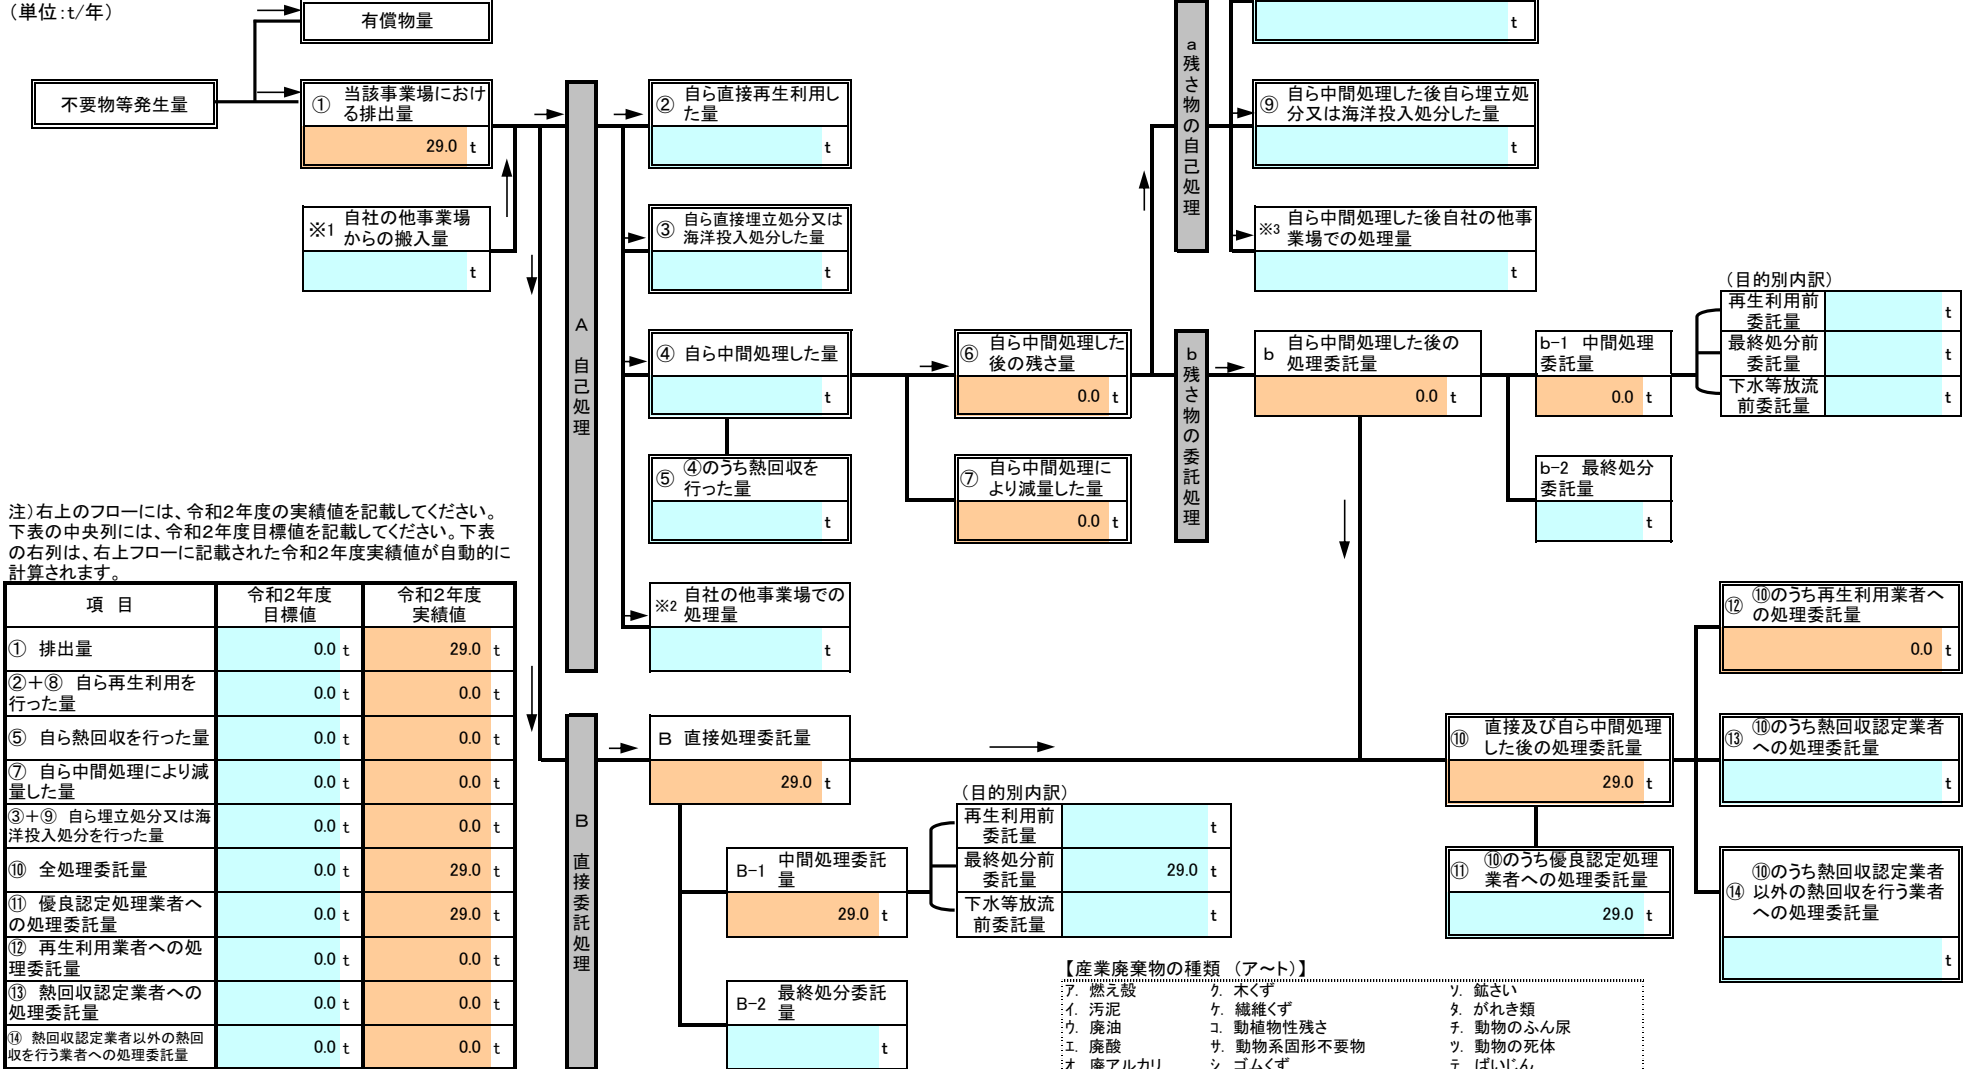 (単位:t/年)
有償物量
t
不要物等発生量
① 当該事業場におけ
る排出量
29.0 t
※1 自社の他事業場
からの搬入量
t
A 自己処理
② 自ら直接再生利用し
た量
t
③ 自ら直接埋立処分又は
海洋投入処分した量
t
④ 自ら中間処理した量
t
⑤ ④のうち熱回収を
行った量
t
※2 自社の他事業場での
処理量
t
⑥ 自ら中間処理した
後の残さ量
0.0 t
⑦ 自ら中間処理に
より減量した量
0.0 t
a 残さ物の自己処理
⑨ 自ら中間処理した後自ら埋立処
分又は海洋投入処分した量
t
※3 自ら中間処理した後自社の他事
業場での処理量
t
b 残さ物の委託処理
b 自ら中間処理した後の
処理委託量
0.0 t
b-1 中間処理
委託量
0.0 t
b-2 最終処分
委託量
t
(目的別内訳)
再生利用前
委託量
t
最終処分前
委託量
t
下水等放流
前委託量
t
注)右上のフローには、令和2年度の実績値を記載してください。
下表の中央列には、令和2年度目標値を記載してください。下表
の右列は、右上フローに記載された令和2年度実績値が自動的に
計算されます。
項 目 令和2年度
目標値 令和2年度
実績値
① 排出量 0.0 t 29.0 t
②+⑧ 自ら再生利用を
行った量 0.0 t 0.0 t
⑤ 自ら熱回収を行った量 0.0 t 0.0 t
⑦ 自ら中間処理により減
量した量 0.0 t 0.0 t
③+⑨ 自ら埋立処分又は海
洋投入処分を行った量 0.0 t 0.0 t
⑩ 全処理委託量 0.0 t 29.0 t
⑪ 優良認定処理業者へ
の処理委託量 0.0 t 29.0 t
⑫ 再生利用業者への処
理委託量 0.0 t 0.0 t
⑬ 熱回収認定業者への
処理委託量 0.0 t 0.0 t
⑭ 熱回収認定業者以外の熱回
収を行う業者への処理委託量 0.0 t 0.0 t
B 直接委託処理
B 直接処理委託量
29.0 t
B-1 中間処理委託
量
29.0 t
B-2 最終処分委託
量
t
(目的別内訳)
再生利用前
委託量
t
最終処分前
委託量
29.0 t
下水等放流
前委託量
t
⑩ 直接及び自ら中間処理
した後の処理委託量
29.0 t
⑪ ⑩のうち優良認定処理
業者への処理委託量
29.0 t
⑫ ⑩のうち再生利用業者へ
の処理委託量
0.0 t
⑬ ⑩のうち熱回収認定業者
への処理委託量
t
⑭ ⑩のうち熱回収認定業者
以外の熱回収を行う業者
への処理委託量
t
【産業廃棄物の種類 (ア~ト)】
ア. 燃え殻 ク. 木くず ソ. 鉱さい
イ. 汚泥 ケ. 繊維くず タ. がれき類
ウ. 廃油 コ. 動植物性残さ チ. 動物のふん尿
エ. 廃酸 サ. 動物系固形不要物 ツ. 動物の死体
オ. 廃アルカリ シ. ゴムくず テ. ばいじん